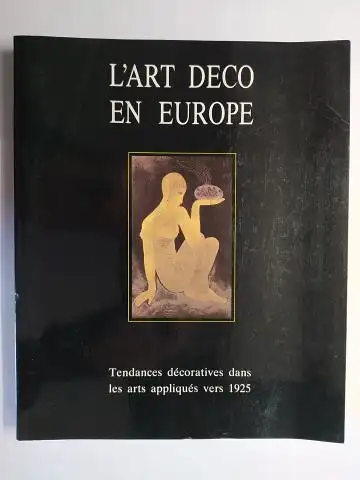 L'ART DECO
EN EUROPE
Tendances décoratives dans
les arts appliqués vers 1925